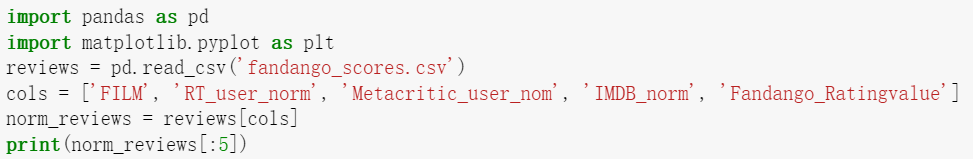 import pandas as pd
import matplotlib.pyplot as plt
reviews = pd.read_csv('fandango_scores.csv')
cols = ['FILM', 'RT_user_norm', 'Metacritic_user_nom', 'IMDB_norm', 'Fandango_Ratingvalue']
norm_reviews = reviews[cols]
print(norm_reviews[:5])